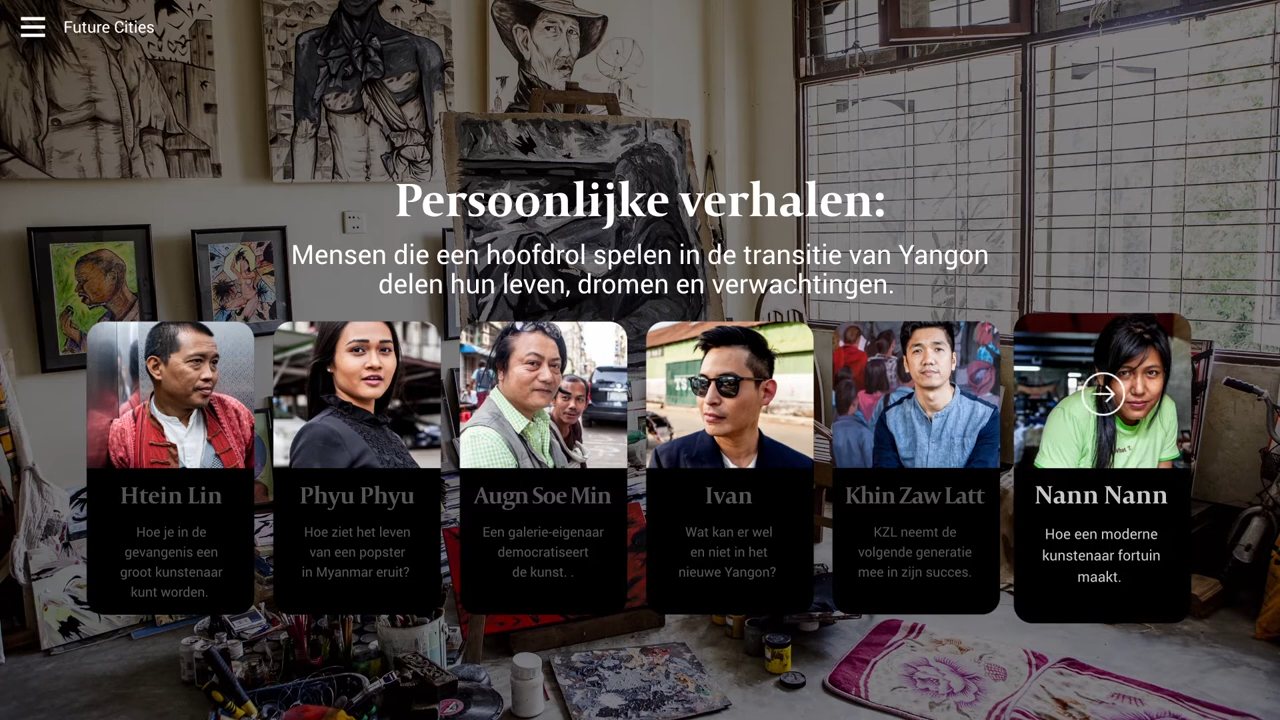 Future Cities
Persoonlijke verhalen:
Mensen die een hoofdrol spelen in de transitie van Yangon
delen hun leven, dromen en verwachtingen.
Htein Lin
Hoe je in de
gevangenis een
groot kunstenaar
kunt worden.
Phyu Phyu
Hoe ziet het leven
van een popster
in Myanmar eruit?
Augn Soe Min
Een galerie-eigenaar
democratiseert
de kunst. .
Ivan
Wat kan er wel
en niet in het
nieuwe Yangon?
Khin Zaw Latt
KZL neemt de
volgende generatie
mee in zijn succes.
Nann Nann
Hoe een moderne
kunstenaar fortuin
maakt.